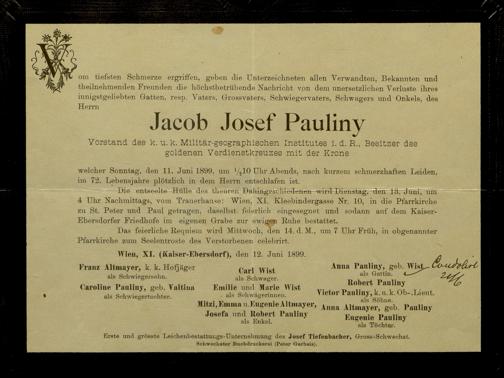 Vom tiefsten Schmerze ergriffen, geben die Unterzeichneten allen Verwandten, Bekannten und
theilnehmenden Freunden die höchstbetrübende Nachricht von dem unersetzlichen Verluste ihres
innigstgeliebten Gatten, resp. Vaters, Grossvaters, Schwiegervaters, Schwagers und Onkels, des
Herrn
Jacob Josef Pauliny
Vorstand des k. u. k. Militär-geographischen Institutes i. d. R., Besitzer des
goldenen Verdienstkreuzes mit der Krone
welcher Sonntag, den 11. Juni 1899, um 1/410 Uhr Abends, nach kurzem schmerzhaften Leiden,
im 72. Lebensjahre plötzlich in dem Herrn entschlafen ist.
Die entseelte Hülle des theuren Dahingeschiedenen wird Dienstag, den 13. Juni, um
4 Uhr Nachmittags, vom Trauerhause: Wien, XI. Kleebindergasse Nr. 10, in die Pfarrkirche
zu St. Peter und Paul getragen, daselbst feierlich eingesegnet und sodann auf dem Kaiser-
Ebersdorfer Friedhofe im eigenen Grabe zur ewigen Ruhe bestattet.
Das feierliche Requiem wird Mittwoch, den 14. d. M., um 7 Uhr Früh, in obgenannter
Pfarrkirche zum Seelentroste des Verstorbenen celebrirt.
Wien, XI. (Kaiser-Ebersdorf), den 12. Juni 1899.
Franz Altmayer, k. k. Hofjäger
als Schwiegersohn.
Caroline Pauliny, geb. Valtina
als Schwiegertochter.
Carl Wist
als Schwager.
Emilie und Marie Wist
als Schwägerinnen.
Mitzi, Emma u. Eugenie Altmayer,
Josefa und Robert Pauliny
als Enkel.
Anna Pauliny, geb. Wist
als Gattin.
Robert Pauliny
Victor Pauliny, k. u. k. Ob.-Lieut.
als Söhne.
Anna Altmayer, geb. Pauliny
Eugenie Pauliny
als Töchter.
Condolirt
Erste und grösste Leichenbestattungs-Unternehmung des Josef Tiefenbacher, Gross-Schwechat.
Schwechater Buchdruckerei (Peter Garhais).